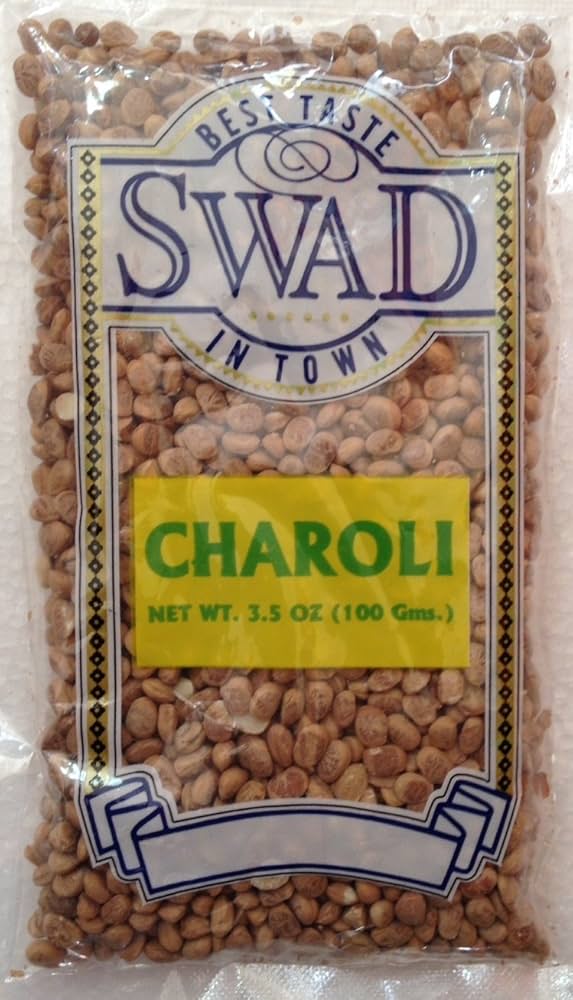 BEST TASTE
SWAD
IN TOWN
CHAROLI
NET WT. 3.5 OZ (100 Gms.)